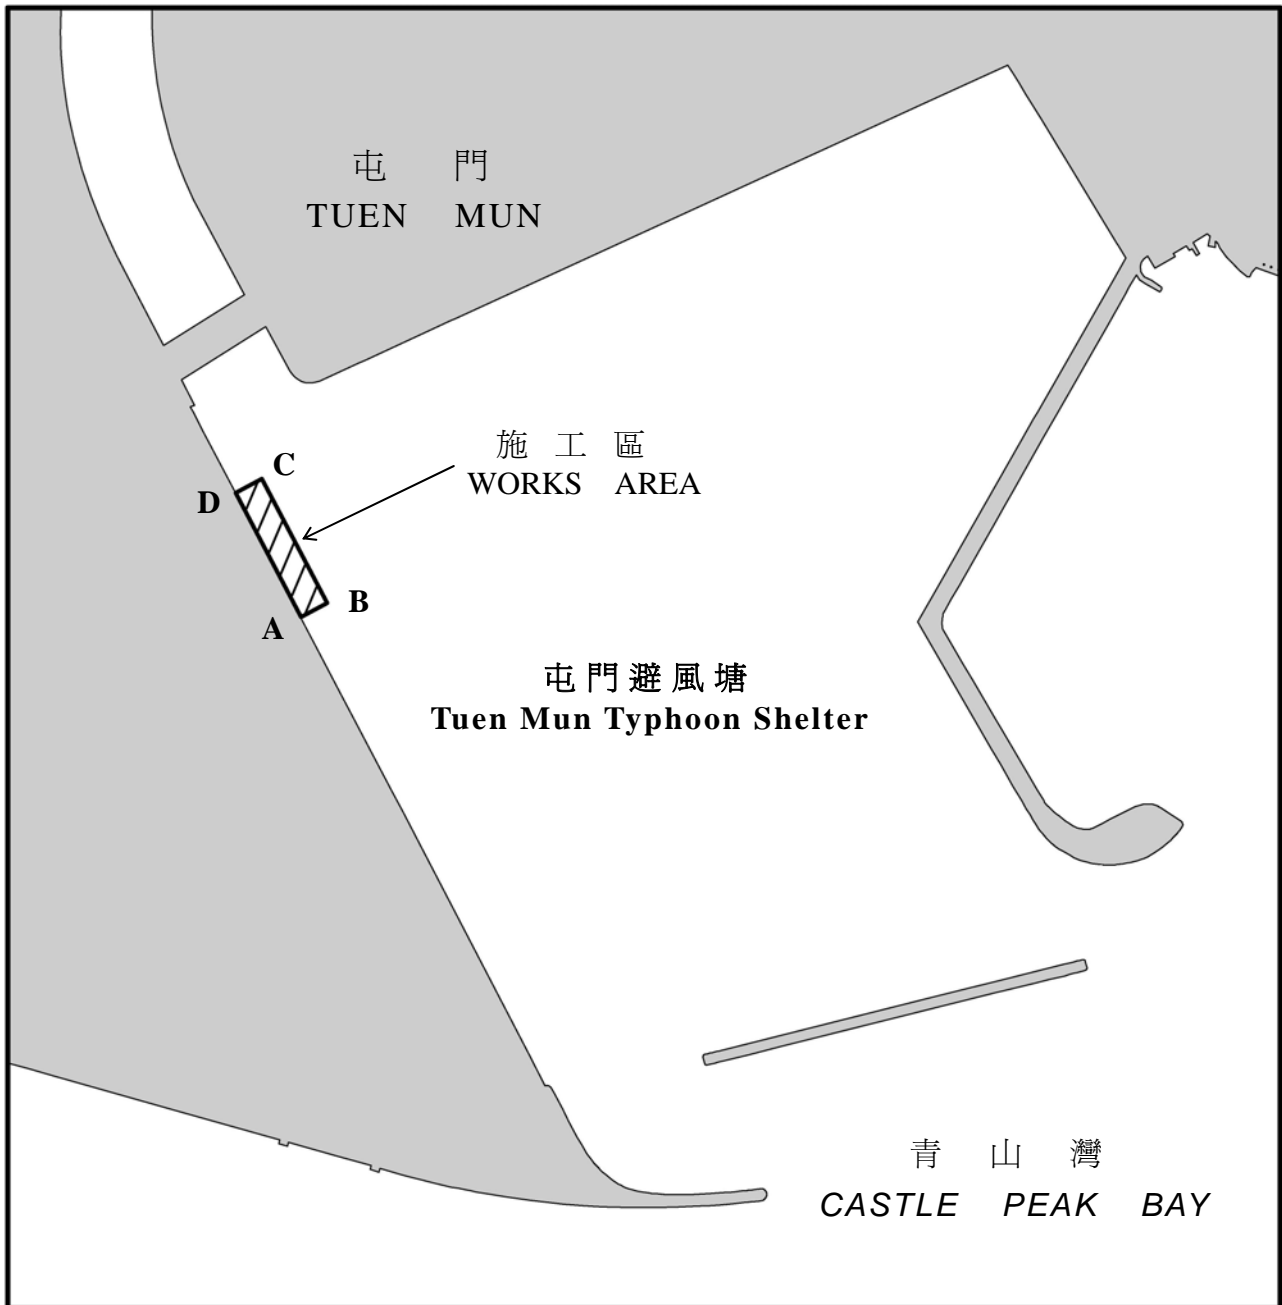 屯 門
TUEN MUN
施 工 區
WORKS AREA
C
D
B
A
屯門避風塘
Tuen Mun Typhoon Shelter
青 山 灣
CASTLE PEAK BAY